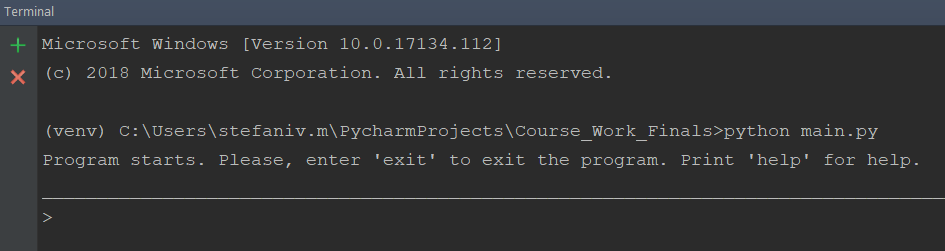 Terminal
Microsoft Windows [Version 10.0.17134.112]
(c) 2018 Microsoft Corporation. All rights reserved.
(venv) C:\Users\stefaniv.m\PycharmProjects\Course_Work_Finals>python main.py
Program starts. Please, enter 'exit' to exit the program. Print 'help' for help.
>